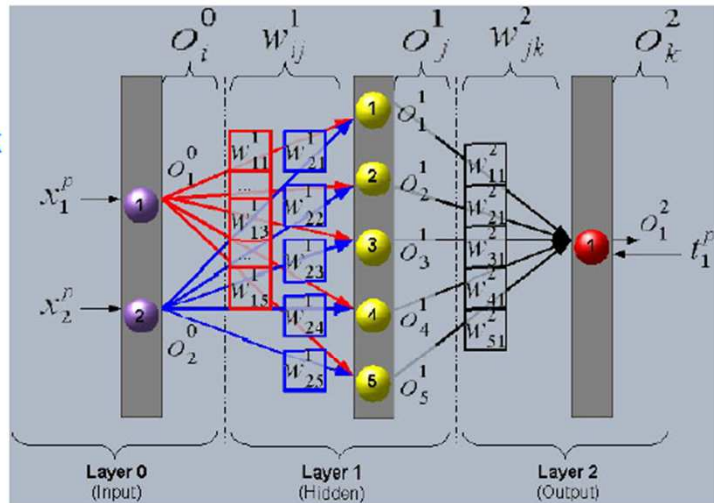 O_i^0 w_ij^1 O_j^1 w_jk^2 O_k^2
1 o_1^1
w_11^1 w_21^1
o_1^0 w_11^2
x_1^p 1 ... w_22^1 2 o_2^1 w_21^2
w_13^1 w_23^1 3 o_3^1 w_31^2 1 o_1^2
... t_1^p
x_2^p 2 w_15^1 w_24^1 4 o_4^1 w_41^2
o_2^0 w_51^2
w_25^1 5 o_5^1
Layer 0 Layer 1 Layer 2
(Input) (Hidden) (Output)